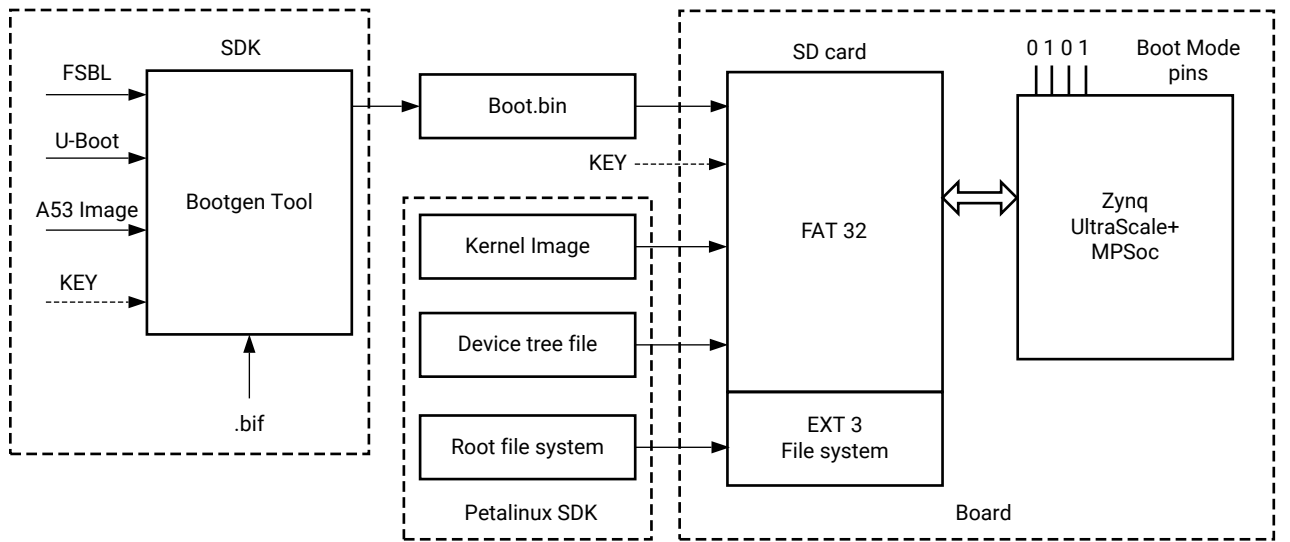 SDK
FSBL
U-Boot
A53 Image
KEY
Bootgen Tool
.bif
Boot.bin
KEY
Kernel Image
Device tree file
Root file system
Petalinux SDK
SD card
FAT 32
EXT 3
File system
0 1 0 1
Boot Mode
pins
Zynq
UltraScale+
MPSoc
Board